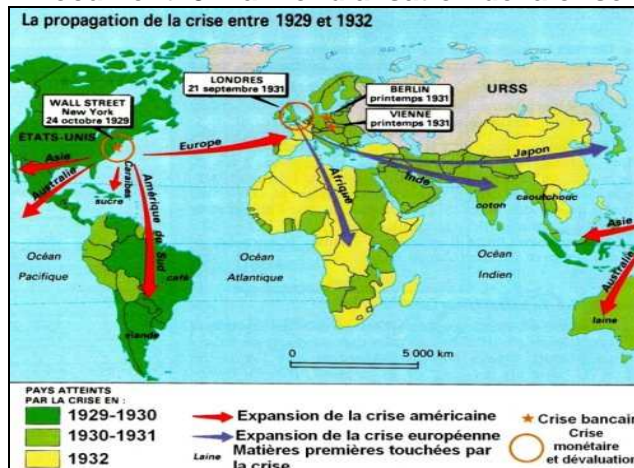 La propagation de la crise entre 1929 et 1932
LONDRES
21 septembre 1931
BERLIN
printemps 1931
VIENNE
printemps 1931
URSS
WALL STREET
New York
24 octobre 1929
ÉTATS-UNIS
Europe
Asie
Australie
Caraïbes
sucre
Amérique du Sud
Afrique
Inde
Japon
coton
caoutchouc
Asie
Australie
café
viande
laine
Océan
Pacifique
Océan
Atlantique
Océan
Indien
0
5 000 km
PAYS ATTEINTS
PAR LA CRISE EN :
1929-1930
1930-1931
1932
Expansion de la crise américaine
Expansion de la crise européenne
Laine
Matières premières touchées par
la crise
Crise bancair
Crise
monétaire
et dévaluation